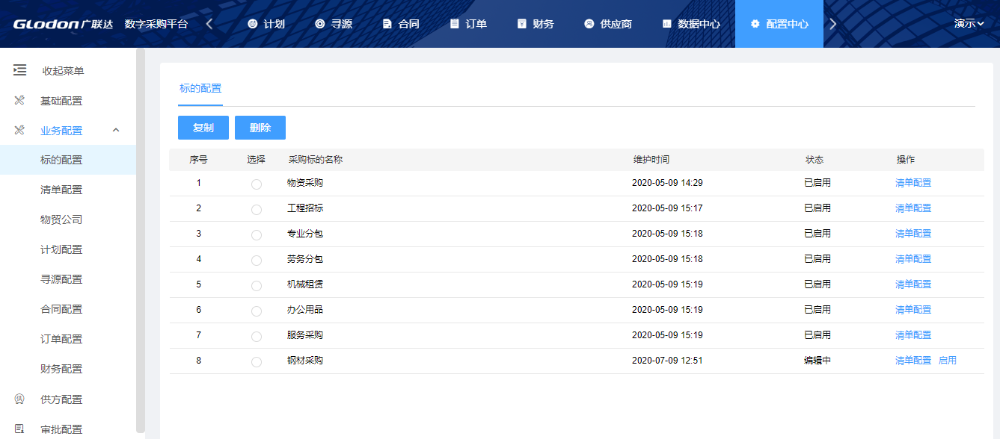 Glodon广联达 数字采购平台 计划 寻源 合同 订单 财务 供应商 数据中心 配置中心 演示
收起菜单
基础配置
业务配置
标的配置
清单配置
物贸公司
计划配置
寻源配置
合同配置
订单配置
财务配置
供方配置
审批配置
标的配置
复制 删除
序号 选择 采购标的名称 维护时间 状态 操作
1 物资采购 2020-05-09 14:29 已启用 清单配置
2 工程招标 2020-05-09 15:17 已启用 清单配置
3 专业分包 2020-05-09 15:18 已启用 清单配置
4 劳务分包 2020-05-09 15:18 已启用 清单配置
5 机械租赁 2020-05-09 15:19 已启用 清单配置
6 办公用品 2020-05-09 15:19 已启用 清单配置
7 服务采购 2020-05-09 15:19 已启用 清单配置
8 钢材采购 2020-07-09 12:51 编辑中 清单配置 启用